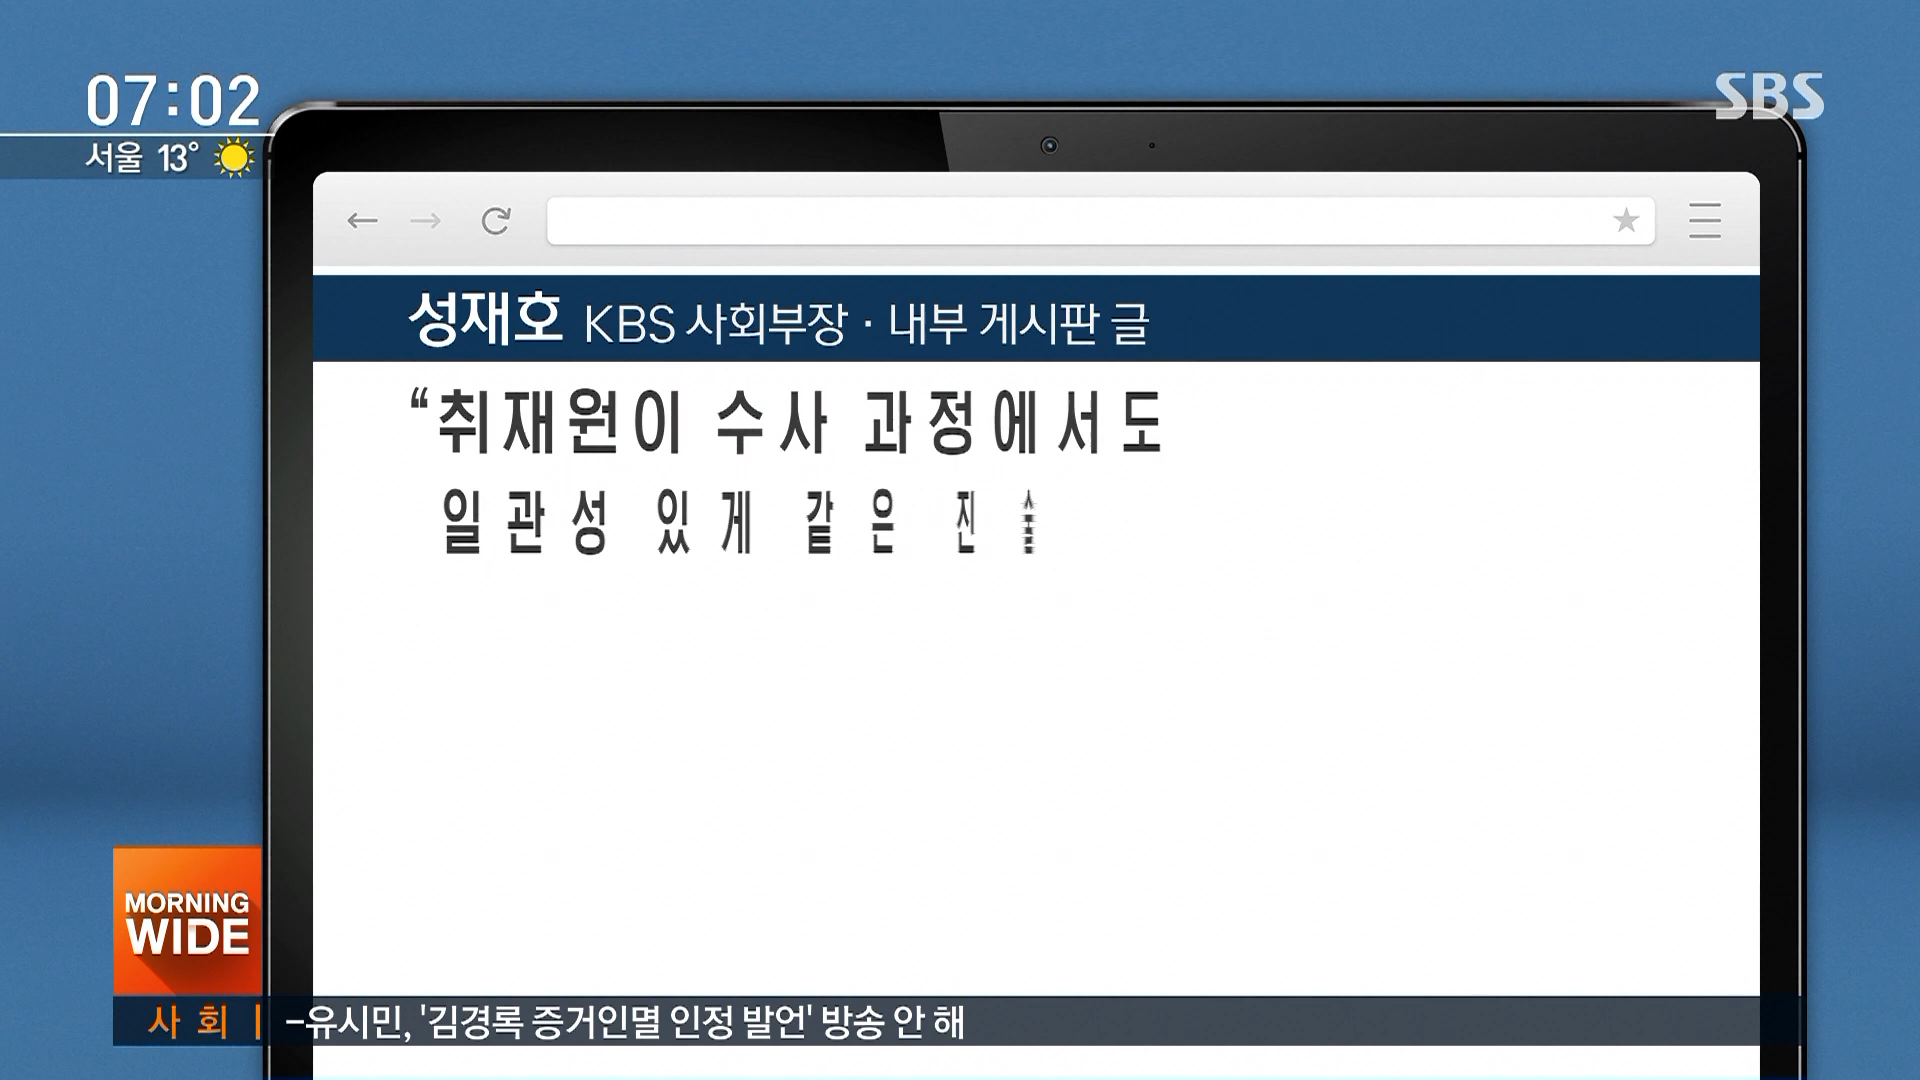 07:02
SBS
서울 13°
성재호 KBS 사회부장 · 내부 게시판 글
“취재원이 수사 과정에서도
일관성 있게 같은 진술
MORNING
WIDE
사회 | -유시민, '김경록 증거인멸 인정 발언' 방송 안 해